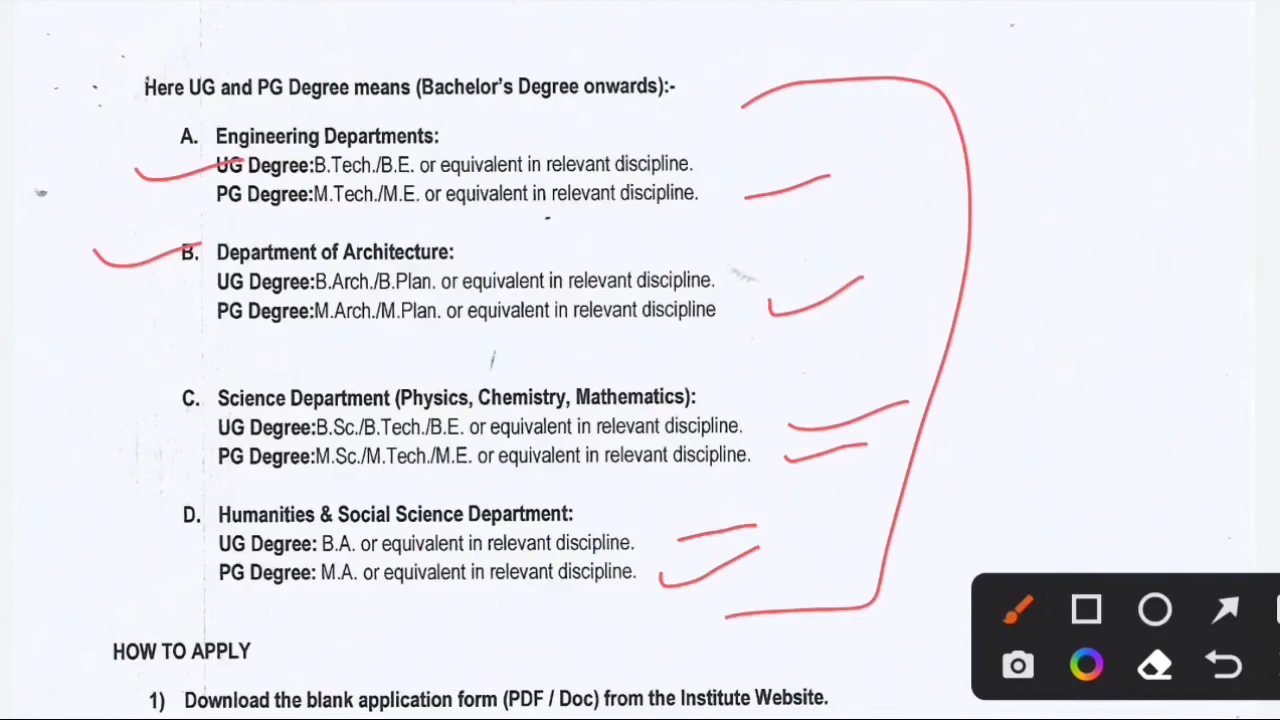 Here UG and PG Degree means (Bachelor's Degree onwards):-
A. Engineering Departments:
UG Degree:B.Tech./B.E. or equivalent in relevant discipline.
PG Degree:M.Tech./M.E. or equivalent in relevant discipline.
B. Department of Architecture:
UG Degree:B.Arch./B.Plan. or equivalent in relevant discipline.
PG Degree:M.Arch./M.Plan. or equivalent in relevant discipline
C. Science Department (Physics, Chemistry, Mathematics):
UG Degree:B.Sc./B.Tech./B.E. or equivalent in relevant discipline.
PG Degree:M.Sc./M.Tech./M.E. or equivalent in relevant discipline.
D. Humanities & Social Science Department:
UG Degree: B.A. or equivalent in relevant discipline.
PG Degree: M.A. or equivalent in relevant discipline.
HOW TO APPLY
1) Download the blank application form (PDF / Doc) from the Institute Website.